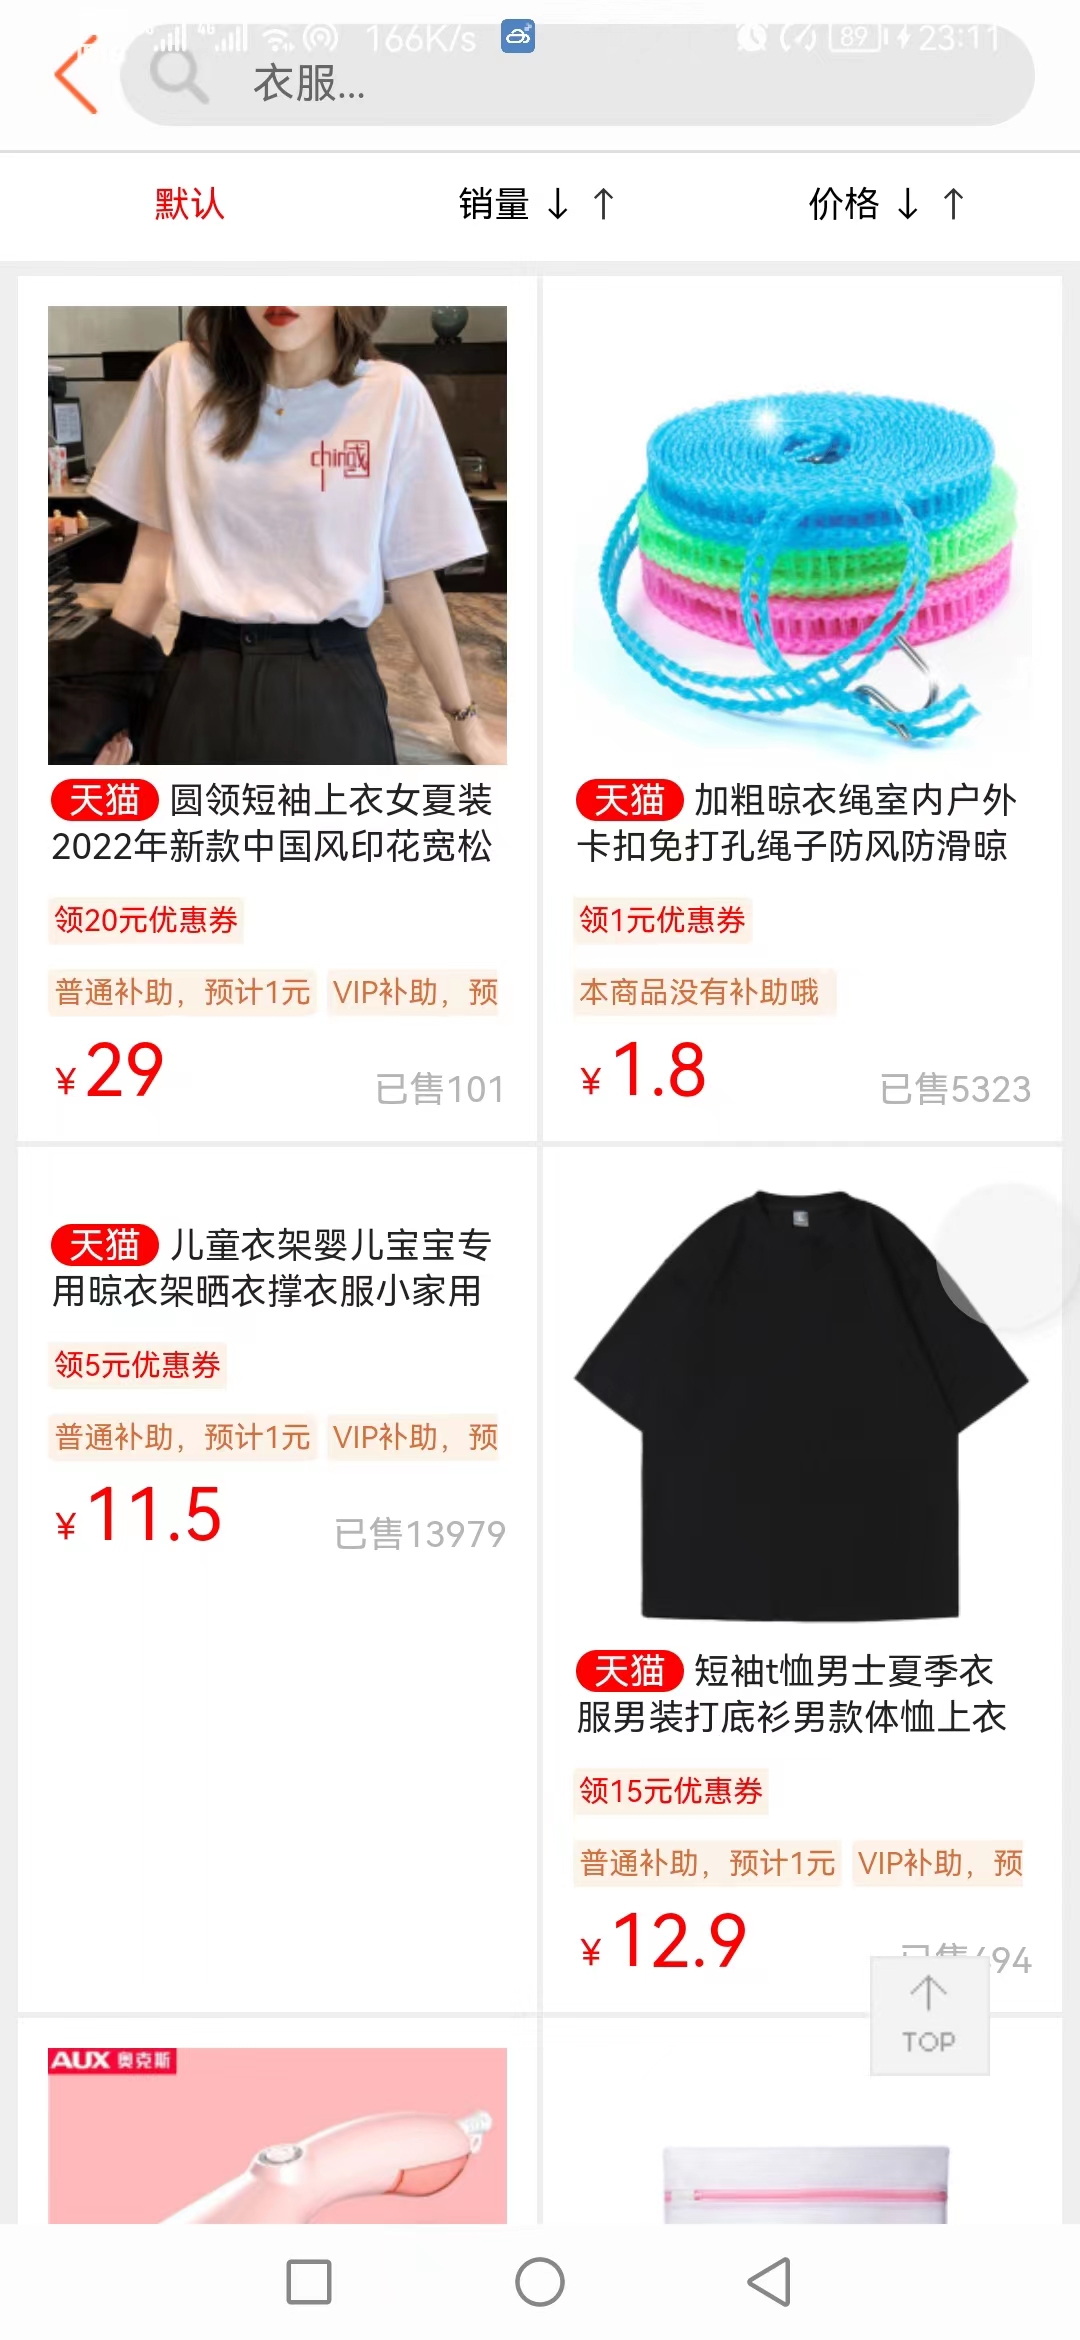 166K/s
89
23:11
衣服...
默认
销量 ↓ ↑
价格 ↓ ↑
天猫 圆领短袖上衣女夏装
2022年新款中国风印花宽松
领20元优惠券
普通补助，预计1元 VIP补助，预
¥29
已售101
天猫 加粗晾衣绳室内户外
卡扣免打孔绳子防风防滑晾
领1元优惠券
本商品没有补助哦
¥1.8
已售5323
天猫 儿童衣架婴儿宝宝专
用晾衣架晒衣撑衣服小家用
领5元优惠券
普通补助，预计1元 VIP补助，预
¥11.5
已售13979
天猫 短袖t恤男士夏季衣
服男装打底衫男款体恤上衣
领15元优惠券
普通补助，预计1元 VIP补助，预
¥12.9
TOP
AUX 奥克斯